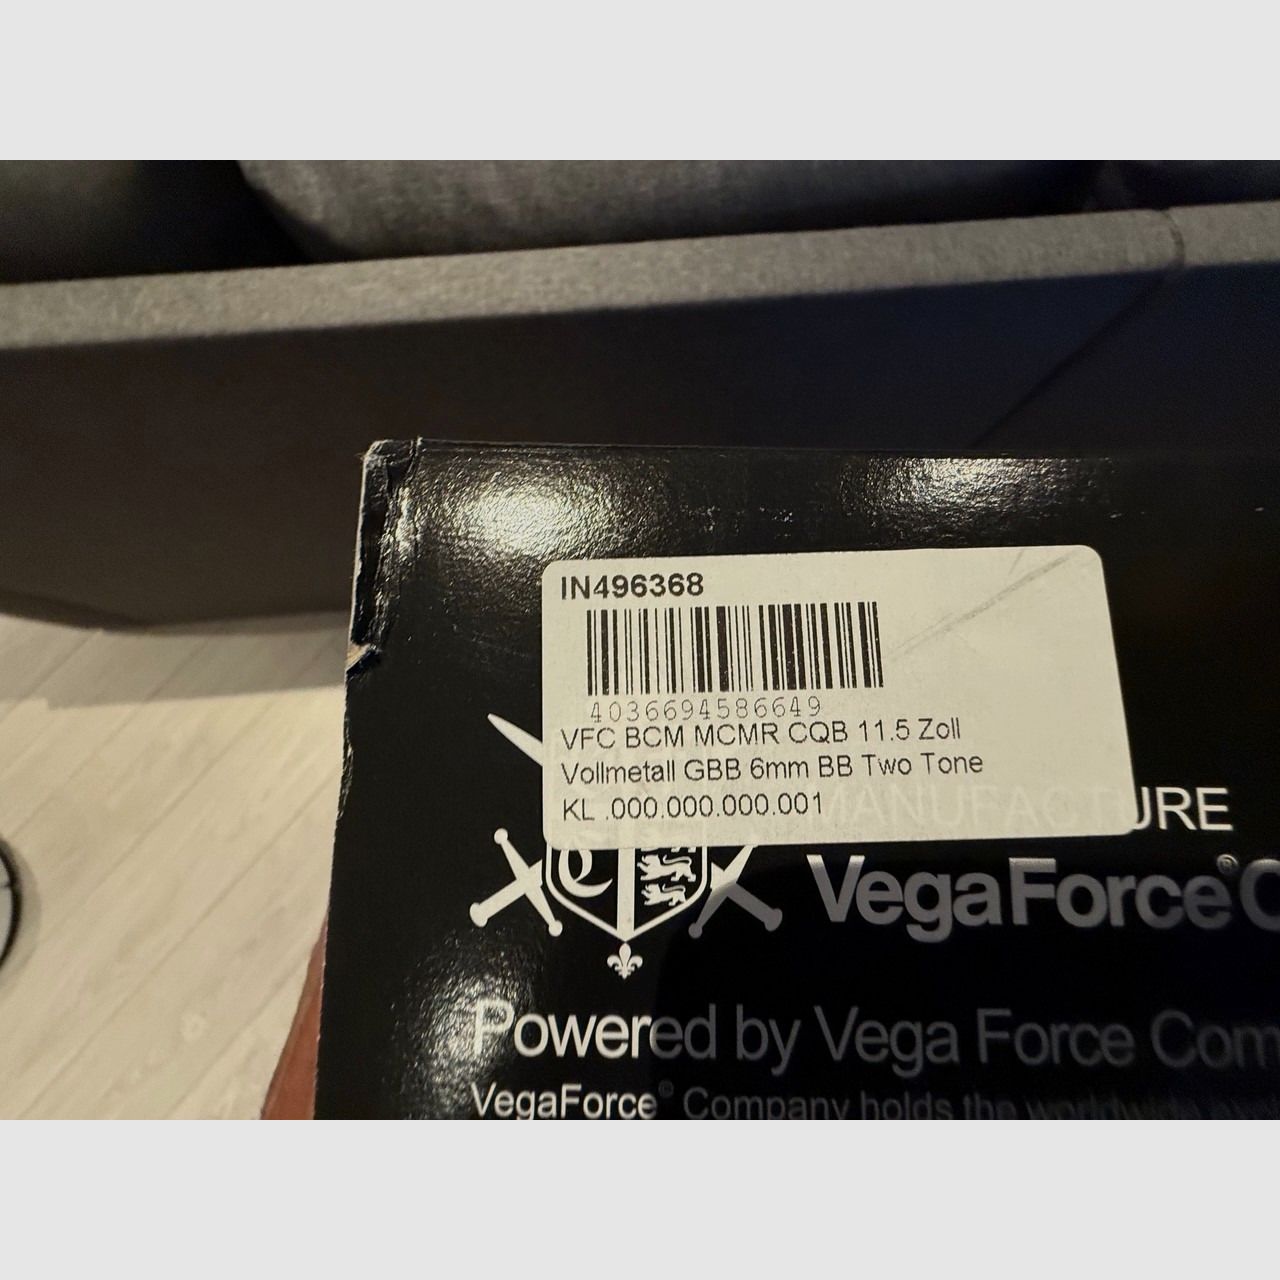 IN496368
4036694586649
VFC BCM MCMR CQB 11.5 Zoll
Vollmetall GBB 6mm BB Two Tone
KL .000.000.000.001
MANUFACTURE
VegaForce®C
Powered by Vega Force Com
VegaForce© Company holds the worldwide